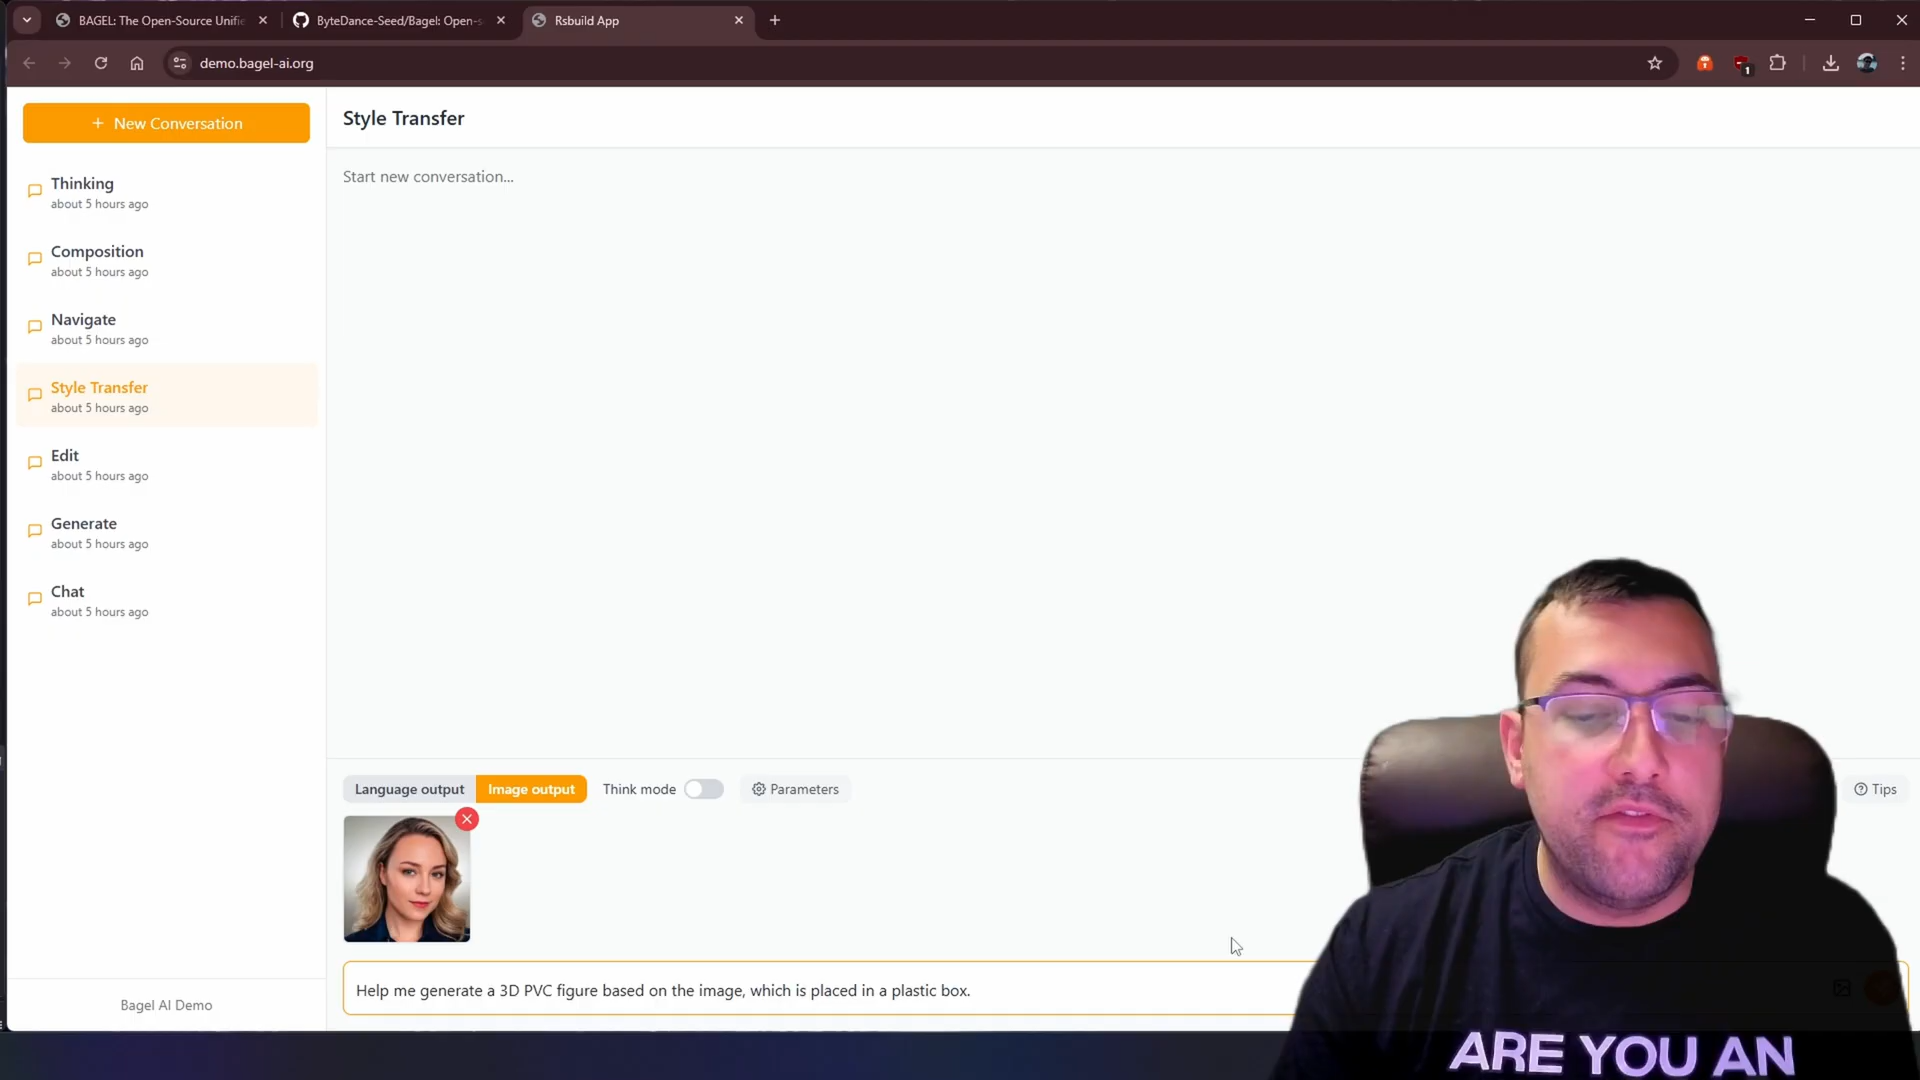 BAGEL: The Open-Source Unifie
ByteDance-Seed/Bagel: Open-s
Rsbuild App
demo.bagel-ai.org
1
New Conversation
Thinking
about 5 hours ago
Composition
about 5 hours ago
Navigate
about 5 hours ago
Style Transfer
about 5 hours ago
Edit
about 5 hours ago
Generate
about 5 hours ago
Chat
about 5 hours ago
Bagel AI Demo
Style Transfer
Start new conversation...
Language output Image output Think mode Parameters Tips
Help me generate a 3D PVC figure based on the image, which is placed in a plastic box.
ARE YOU AN